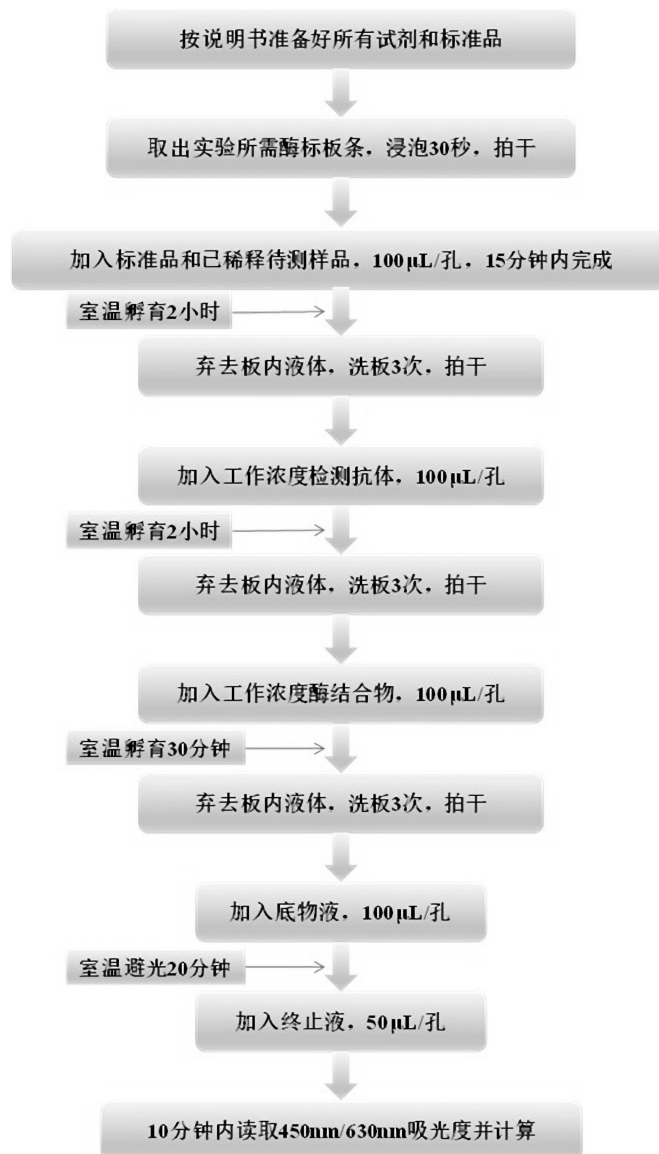 按说明书准备好所有试剂和标准品
取出实验所需酶标板条，浸泡30秒，拍干
加入标准品和已稀释待测样品，100μL/孔，15分钟内完成
室温孵育2小时
弃去板内液体，洗板3次，拍干
加入工作浓度检测抗体，100μL/孔
室温孵育2小时
弃去板内液体，洗板3次，拍干
加入工作浓度酶结合物，100μL/孔
室温孵育30分钟
弃去板内液体，洗板3次，拍干
加入底物液，100μL/孔
室温避光20分钟
加入终止液，50μL/孔
10分钟内读取450nm/630nm吸光度并计算